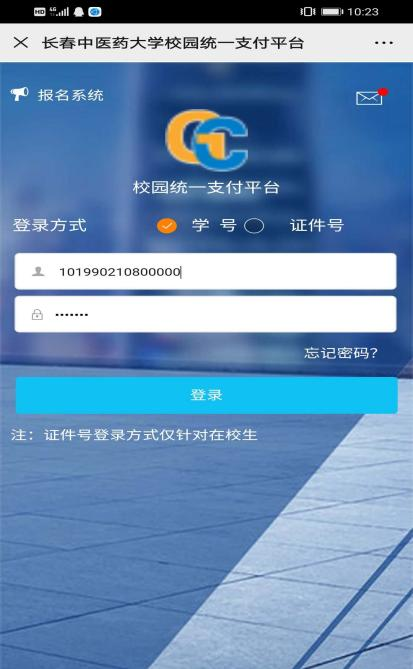 HD 4G 10:23
长春中医药大学校园统一支付平台
报名系统
校园统一支付平台
登录方式 学 号 证件号
101990210800000
•••••••
忘记密码?
登录
注：证件号登录方式仅针对在校生